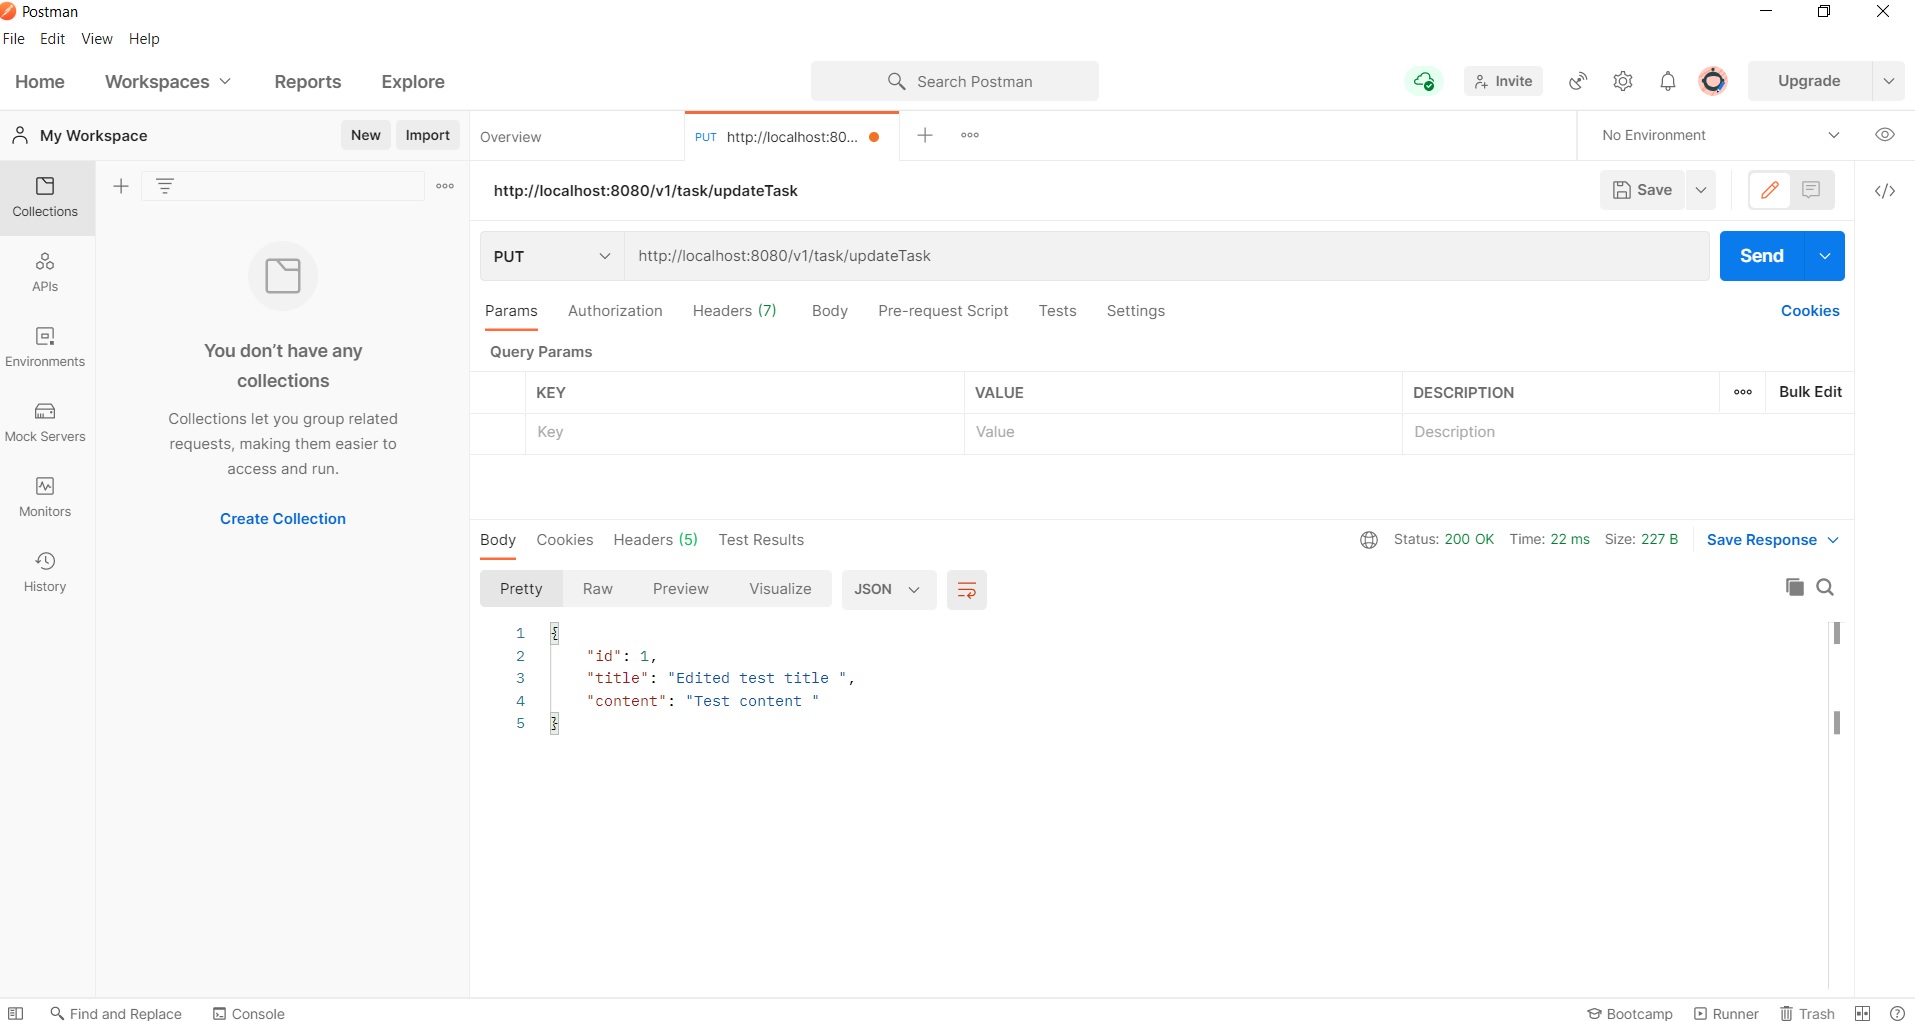 Postman
File Edit View Help
Home Workspaces Reports Explore Search Postman Invite Upgrade
My Workspace New Import Overview PUT http://localhost:80... No Environment
http://localhost:8080/v1/task/updateTask Save
Collections
PUT http://localhost:8080/v1/task/updateTask Send
APIs
Params Authorization Headers (7) Body Pre-request Script Tests Settings Cookies
Environments
You don’t have any
collections
Query Params
KEY VALUE DESCRIPTION Bulk Edit
Key Value Description
Mock Servers
Collections let you group related
requests, making them easier to
access and run.
Monitors
Create Collection
Body Cookies Headers (5) Test Results Status: 200 OK Time: 22 ms Size: 227 B Save Response
History
Pretty Raw Preview Visualize JSON
1 {
2 "id": 1,
3 "title": "Edited test title ",
4 "content": "Test content "
5 }
Find and Replace Console Bootcamp Runner Trash